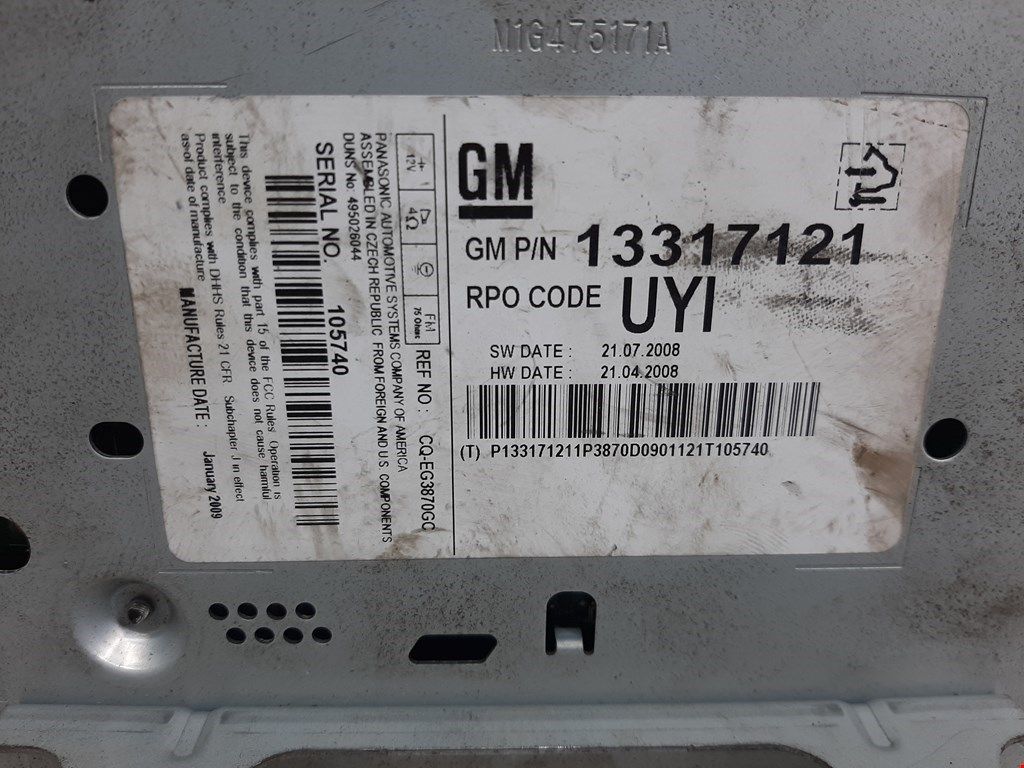 M1G475171A
GM
GM P/N 13317121
RPO CODE UYI
SW DATE : 21.07.2008
HW DATE : 21.04.2008
(T) P133171211P3870D0901121T105740
12V
4Ω
FM
75 Ohms
REF NO : CQ-EG3870GC
PANASONIC AUTOMOTIVE SYSTEMS COMPANY OF AMERICA
ASSEMBLED IN CZECH REPUBLIC FROM FOREIGN AND U.S. COMPONENTS
DUNS No: 495026044
SERIAL NO. 105740
This device complies with part 15 of the FCC Rules' Operation is
subject to the condition that this device does not cause harmful
interference
Product complies with DHHS Rules 21 CFR Subchapter J in effect
as of date of manufacture
MANUFACTURE DATE : January 2009